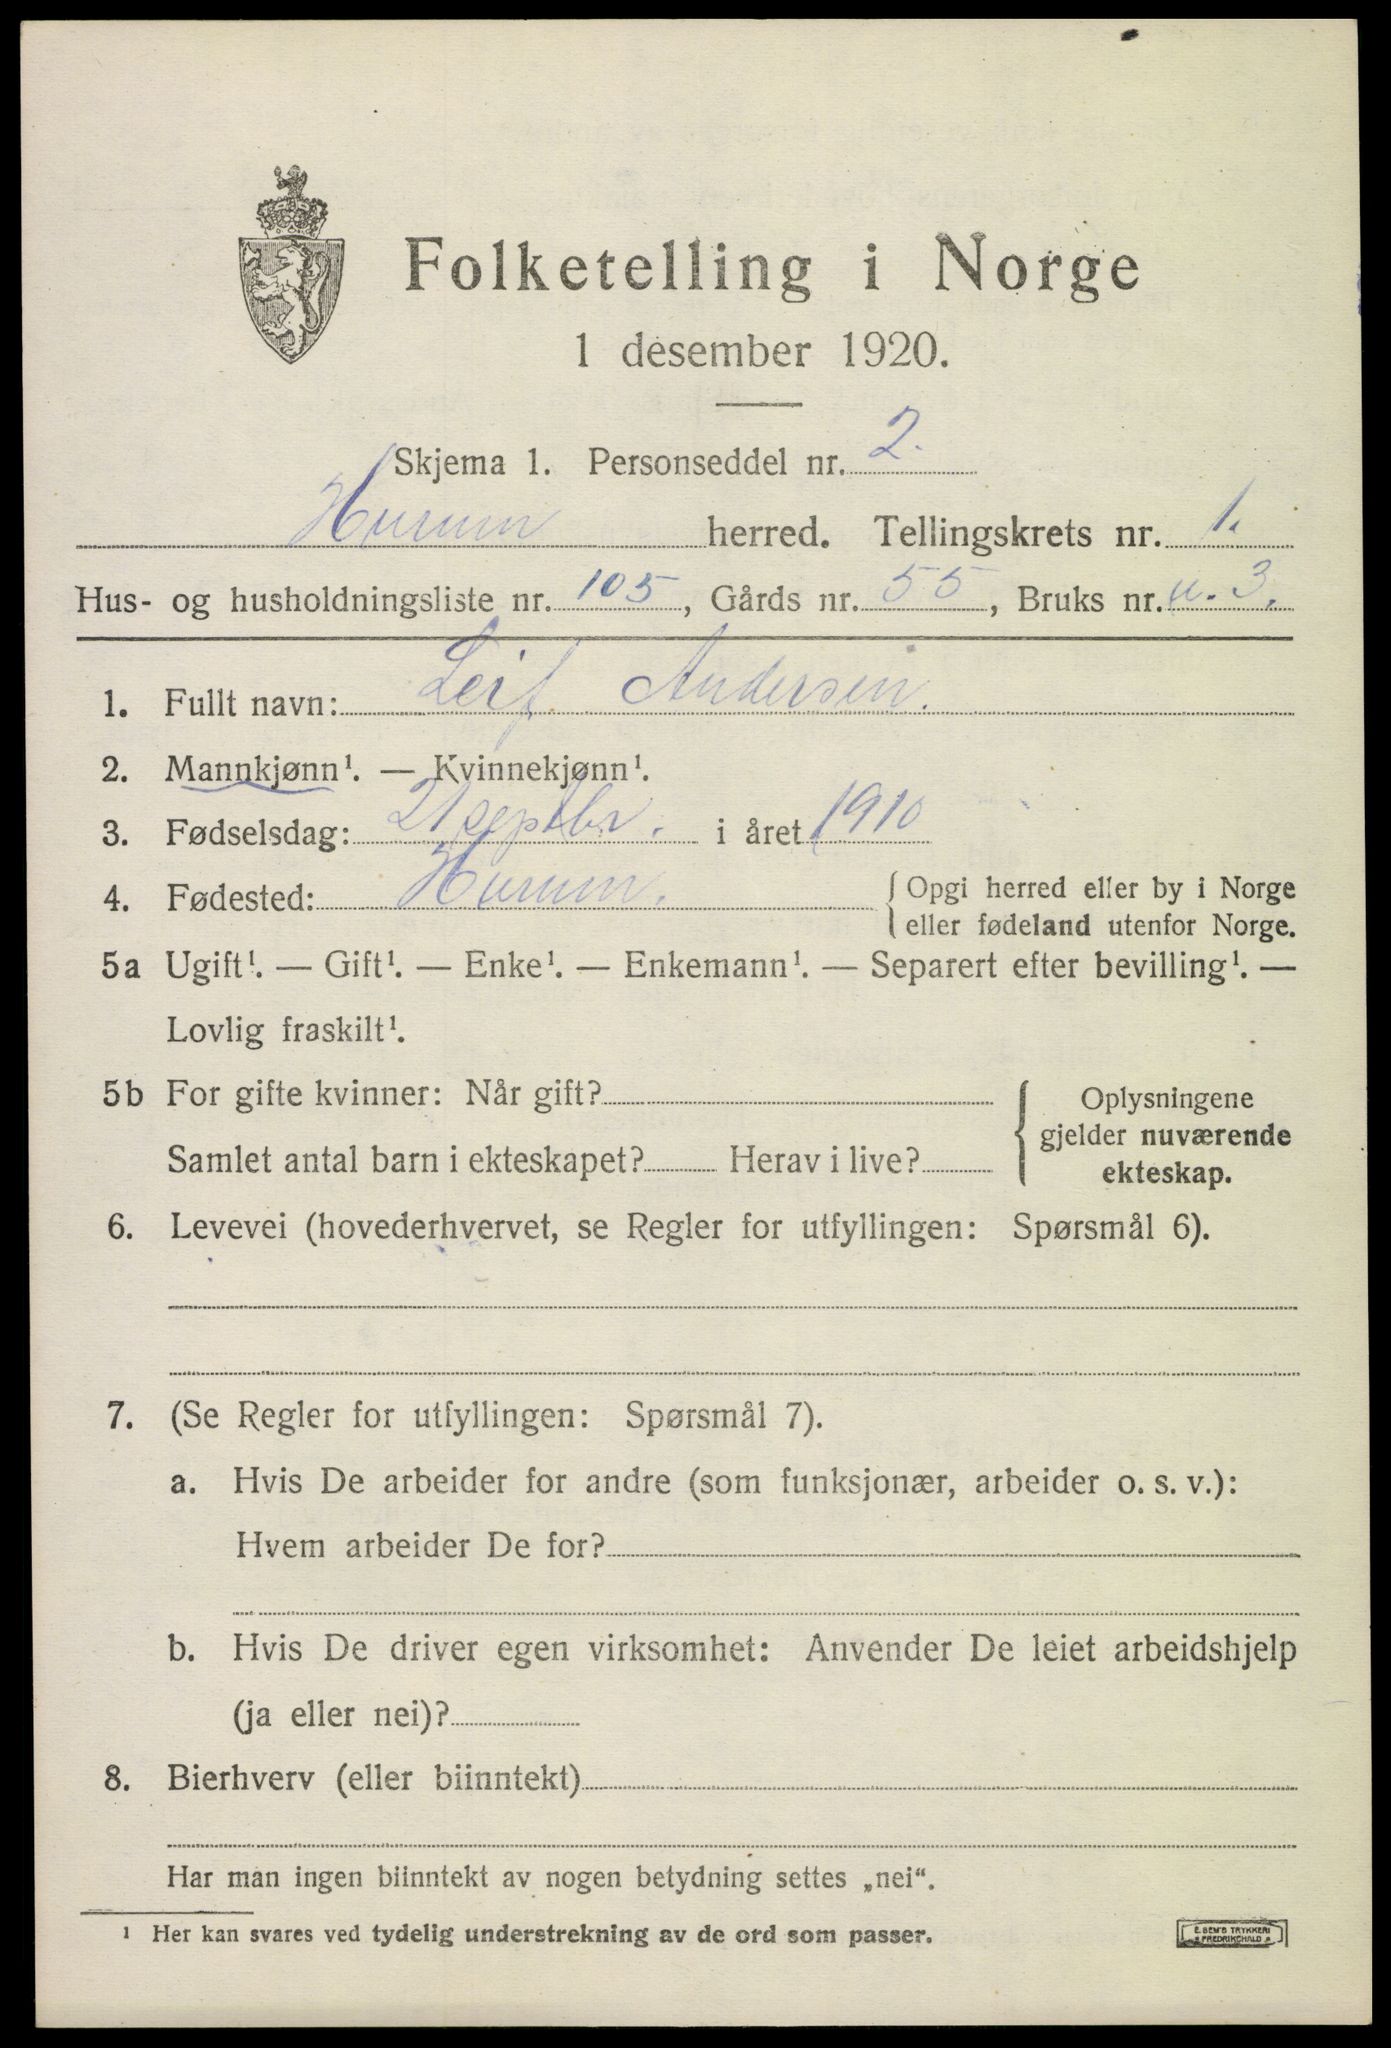 Folketelling i Norge
1 desember 1920.
Skjema 1. Personseddel nr. 2.
Hurum herred. Tellingskrets nr. 1.
Hus- og husholdningsliste nr. 105, Gårds nr. 55, Bruks nr. u. 3.
1. Fullt navn: Leif Andersen.
2. Mannkjønn¹. — Kvinnekjønn¹.
3. Fødselsdag: 21 septbr. i året 1910
4. Fødested: Hurum. { Opgi herred eller by i Norge
eller fødeland utenfor Norge.
5a Ugift¹. — Gift¹. — Enke¹. — Enkemann¹. — Separert efter bevilling¹. —
Lovlig fraskilt¹.
5b For gifte kvinner: Når gift? { Oplysningene
gjelder nuværende
Samlet antal barn i ekteskapet? Herav i live? ekteskap.
6. Levevei (hovederhvervet, se Regler for utfyllingen: Spørsmål 6).
7. (Se Regler for utfyllingen: Spørsmål 7).
a. Hvis De arbeider for andre (som funksjonær, arbeider o. s. v.):
Hvem arbeider De for?
b. Hvis De driver egen virksomhet: Anvender De leiet arbeidshjelp
(ja eller nei)?
8. Bierhverv (eller biinntekt)
Har man ingen biinntekt av nogen betydning settes „nei“.
¹ Her kan svares ved tydelig understrekning av de ord som passer.
E. SEM'S TRYKKERI
FREDRIKSHALD